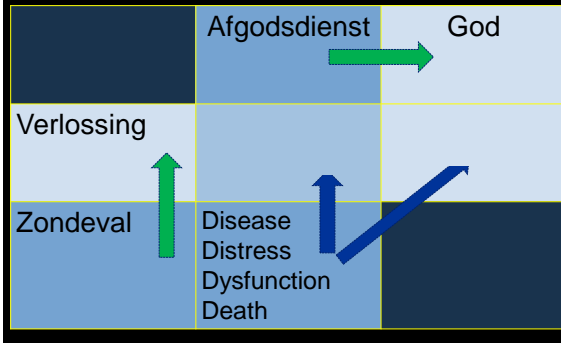 Afgodsdienst God
Verlossing
Zondeval
Disease
Distress
Dysfunction
Death